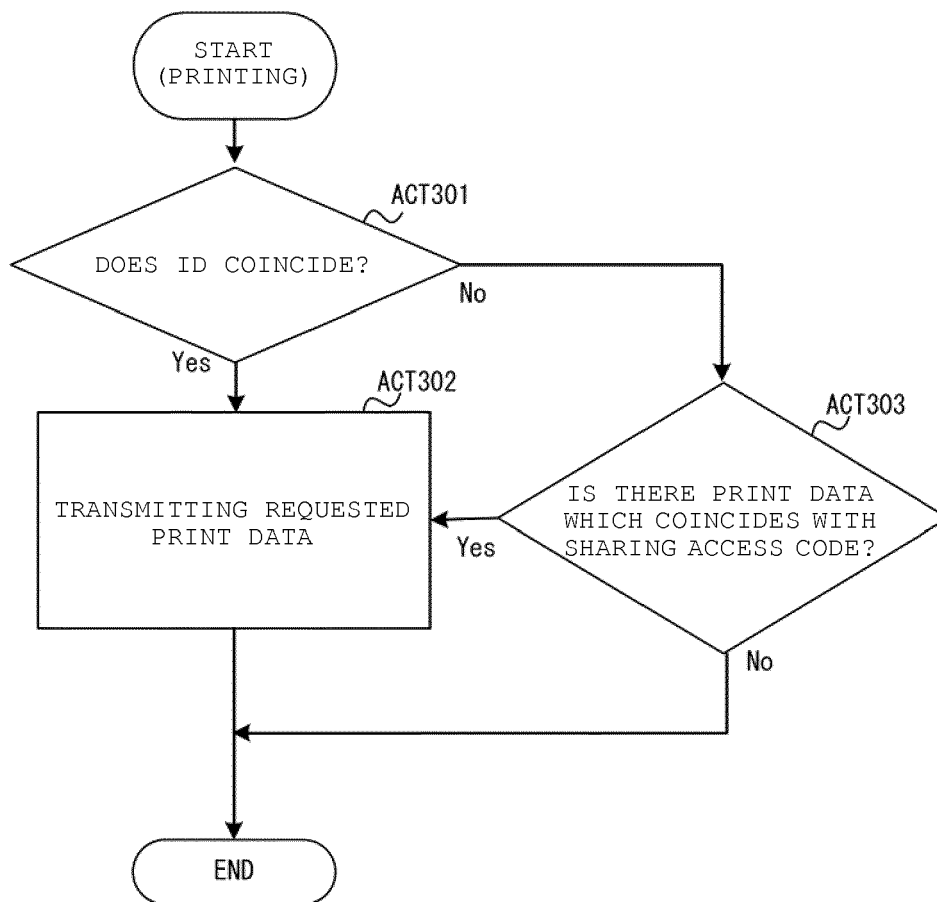 START
(PRINTING)
ACT301
DOES ID COINCIDE?
No
Yes
ACT302
ACT303
TRANSMITTING REQUESTED
PRINT DATA
IS THERE PRINT DATA
WHICH COINCIDES WITH
SHARING ACCESS CODE?
Yes
No
END